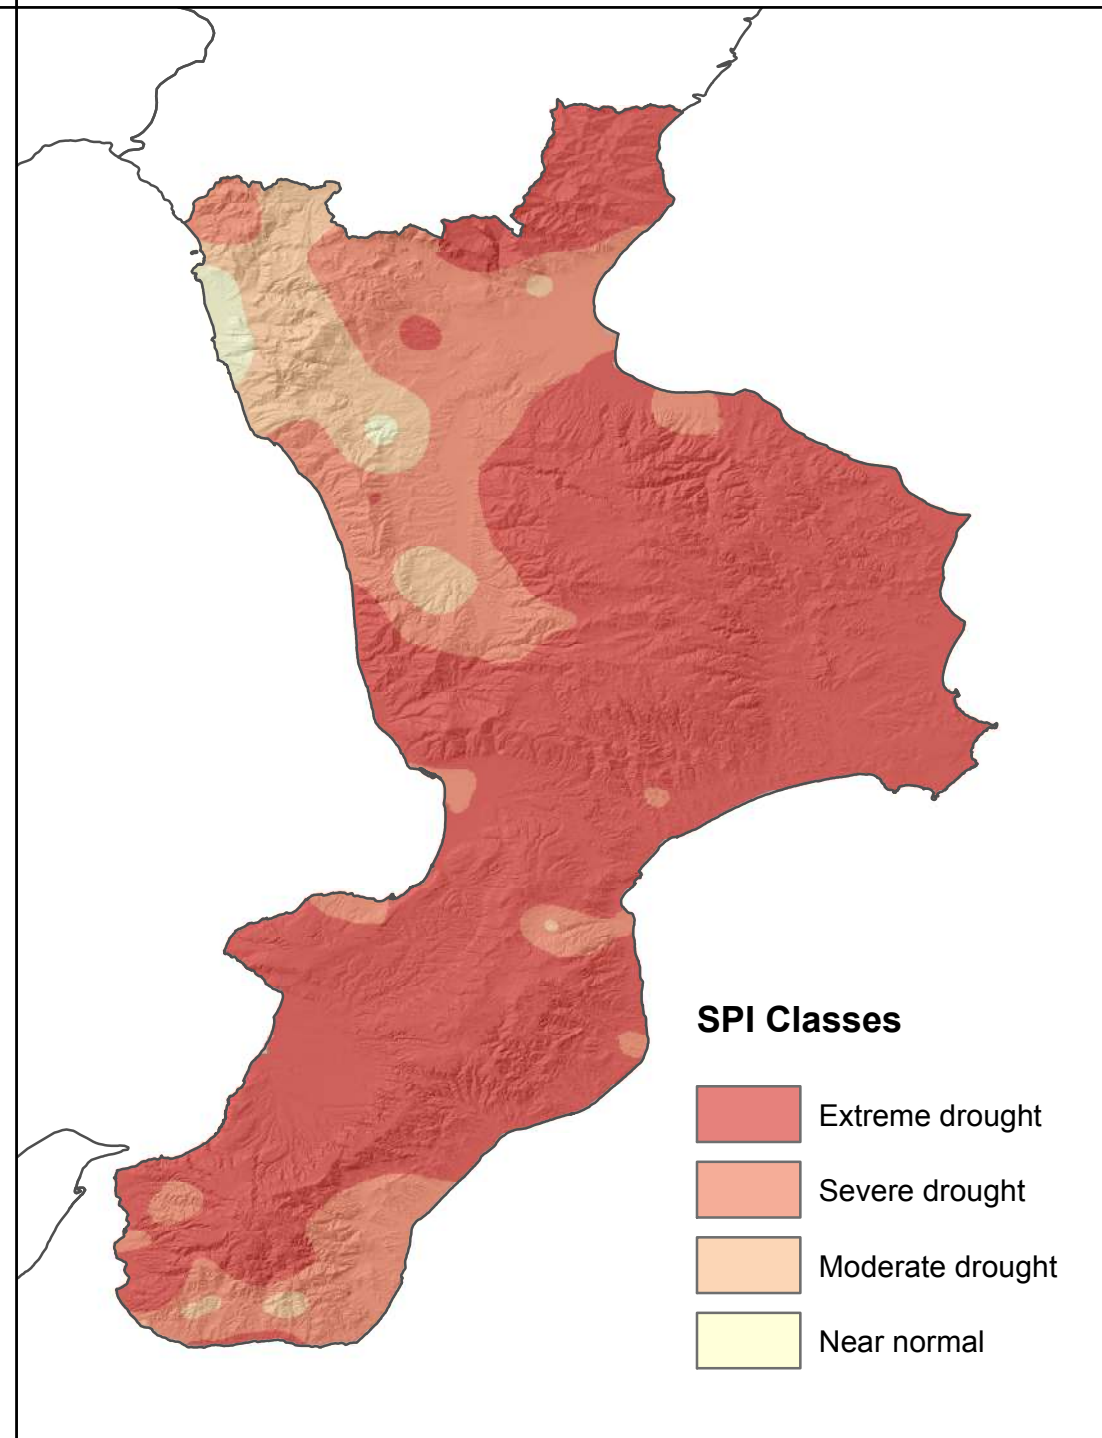 SPI Classes
Extreme drought
Severe drought
Moderate drought
Near normal